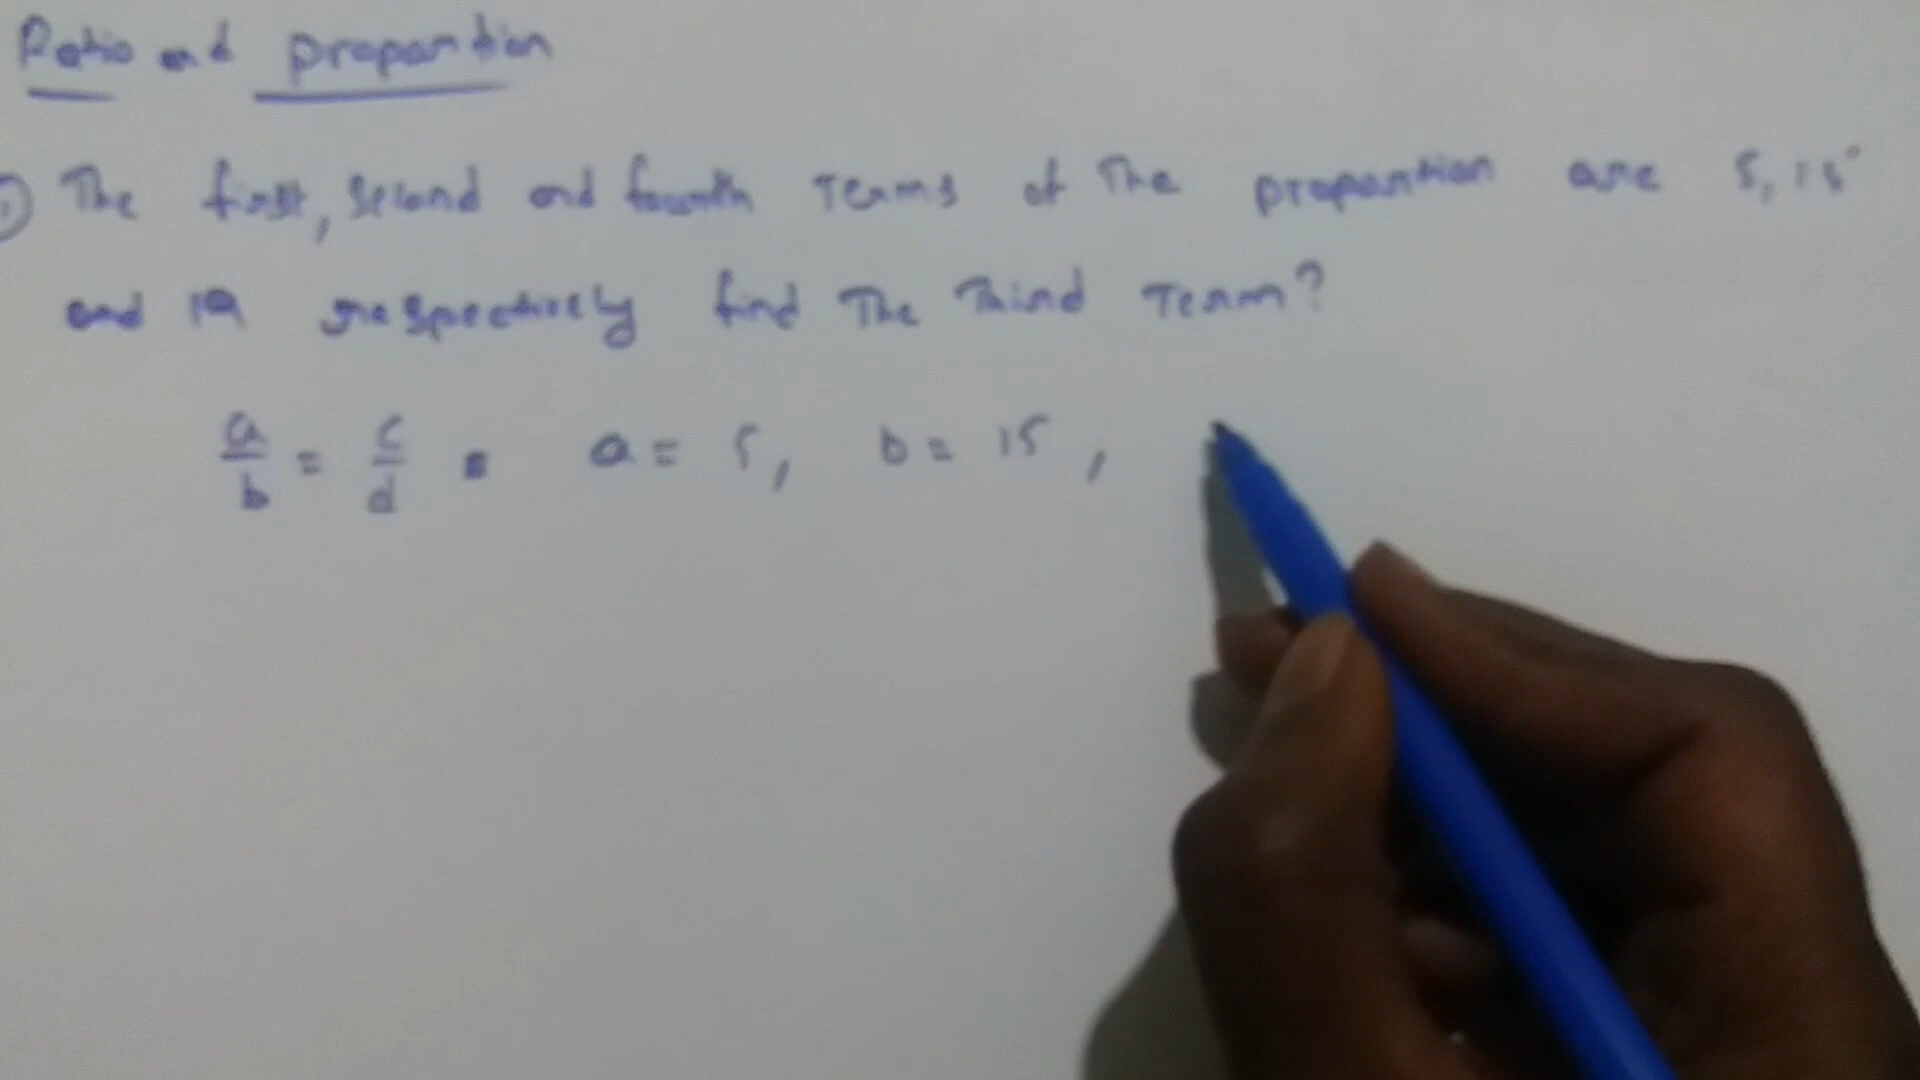 Ratio and proportion
① The first, second and fourth Terms of The proportion are 5, 15
and respectively find The Third Term?
a/b = c/d a = 5, b = 15,